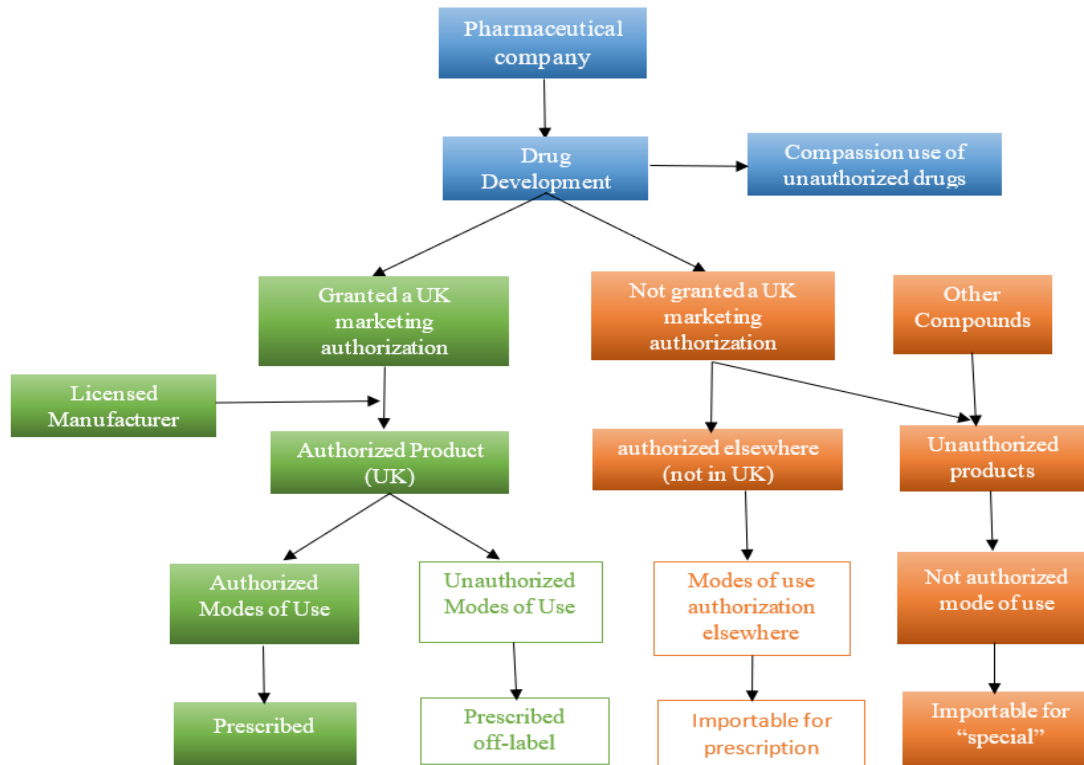 Pharmaceutical
company
Drug
Development
Compassion use of
unauthorized drugs
Granted a UK
marketing
authorization
Not granted a UK
marketing
authorization
Other
Compounds
Licensed
Manufacturer
Authorized Product
(UK)
authorized elsewhere
(not in UK)
Unauthorized
products
Authorized
Modes of Use
Unauthorized
Modes of Use
Modes of use
authorization
elsewhere
Not authorized
mode of use
Prescribed
Prescribed
off-label
Importable for
prescription
Importable for
“special”